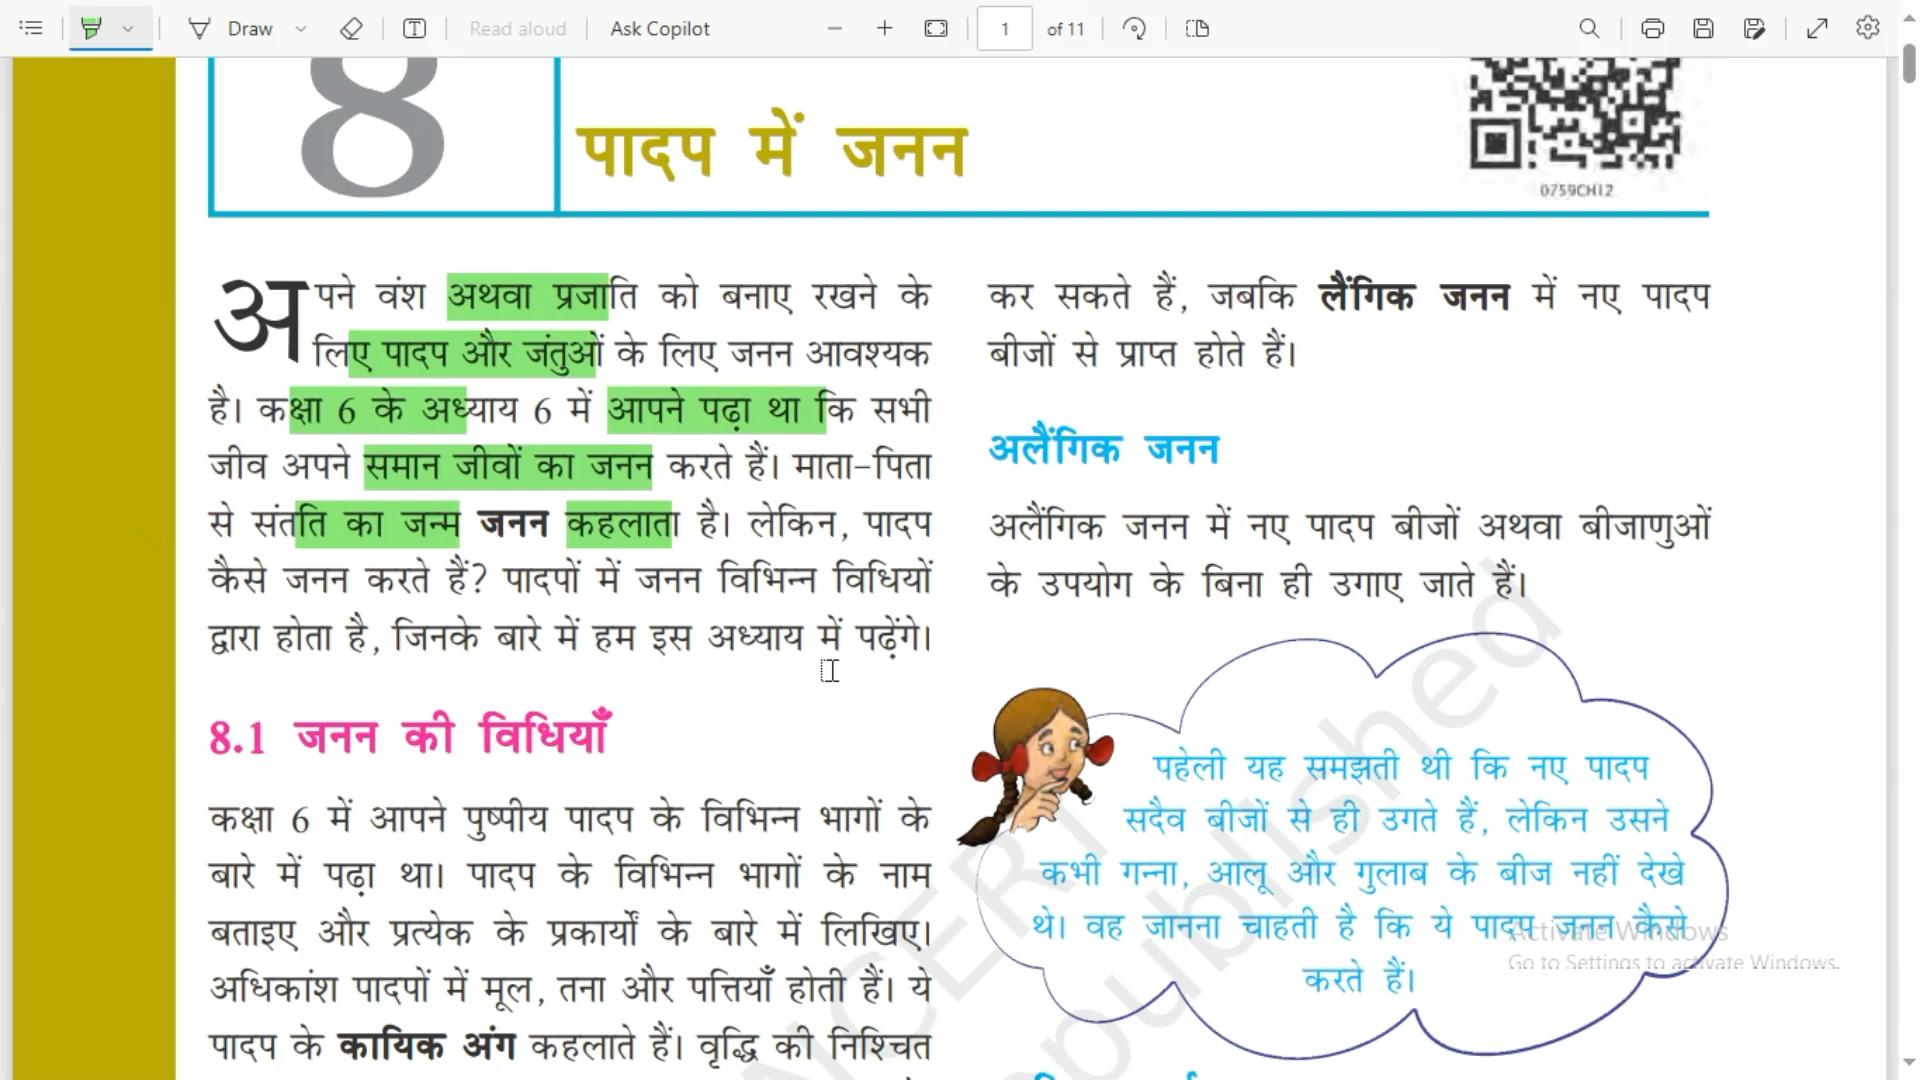 Draw
Read aloud
Ask Copilot
1
of 11
8
पादप में जनन
0759CH12
अपने वंश अथवा प्रजाति को बनाए रखने के
लिए पादप और जंतुओं के लिए जनन आवश्यक
है। कक्षा 6 के अध्याय 6 में आपने पढ़ा था कि सभी
जीव अपने समान जीवों का जनन करते हैं। माता-पिता
से संतति का जन्म जनन कहलाता है। लेकिन, पादप
कैसे जनन करते हैं? पादपों में जनन विभिन्न विधियों
द्वारा होता है, जिनके बारे में हम इस अध्याय में पढ़ेंगे।
8.1 जनन की विधियाँ
कक्षा 6 में आपने पुष्पीय पादप के विभिन्न भागों के
बारे में पढ़ा था। पादप के विभिन्न भागों के नाम
बताइए और प्रत्येक के प्रकार्यों के बारे में लिखिए।
अधिकांश पादपों में मूल, तना और पत्तियाँ होती हैं। ये
पादप के कायिक अंग कहलाते हैं। वृद्धि की निश्चित
कर सकते हैं, जबकि लैंगिक जनन में नए पादप
बीजों से प्राप्त होते हैं।
अलैंगिक जनन
अलैंगिक जनन में नए पादप बीजों अथवा बीजाणुओं
के उपयोग के बिना ही उगाए जाते हैं।
पहेली यह समझती थी कि नए पादप
सदैव बीजों से ही उगते हैं, लेकिन उसने
कभी गन्ना, आलू और गुलाब के बीज नहीं देखे
थे। वह जानना चाहती है कि ये पादप जनन कैसे
करते हैं।
Activate Windows
Go to Settings to activate Windows.
NCERT
published